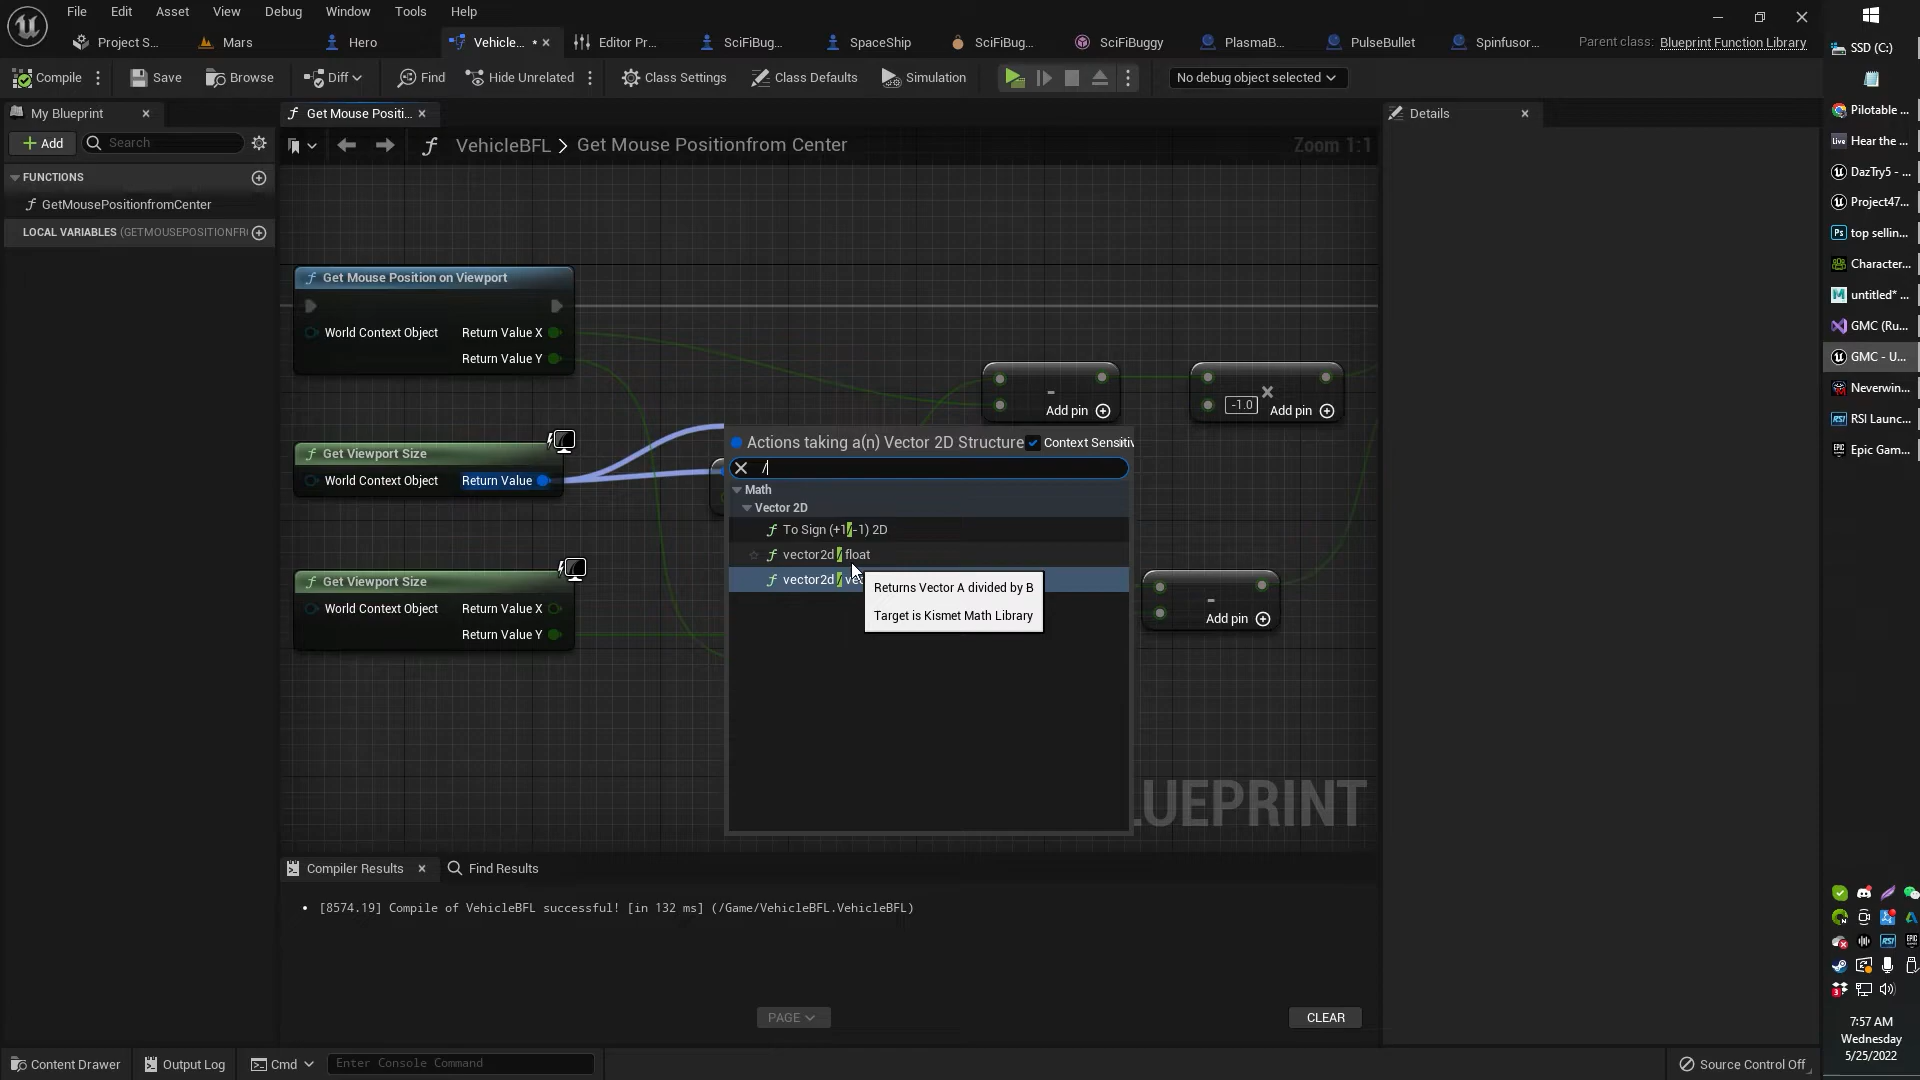 File Edit Asset View Debug Window Tools Help
Project S... Mars Hero Vehicle... * Editor Pr... SciFiBug... SpaceShip SciFiBug... SciFiBuggy PlasmaB... PulseBullet Spinfusor... Parent class: Blueprint Function Library
Compile Save Browse Diff Find Hide Unrelated Class Settings Class Defaults Simulation No debug object selected
My Blueprint
Add Search
FUNCTIONS
GetMousePositionfromCenter
LOCAL VARIABLES (GETMOUSEPOSITIONFR
Get Mouse Positi...
VehicleBFL > Get Mouse Positionfrom Center Zoom 1:1
Get Mouse Position on Viewport
World Context Object Return Value X
Return Value Y
Get Viewport Size
World Context Object Return Value
Get Viewport Size
World Context Object Return Value X
Return Value Y
-
Add pin
×
-1.0 Add pin
-
Add pin
Actions taking a(n) Vector 2D Structure Context Sensitiv
/
Math
Vector 2D
To Sign (+1/-1) 2D
vector2d / float
vector2d / vec
Returns Vector A divided by B
Target is Kismet Math Library
LUEPRINT
Details
Compiler Results Find Results
• [8574.19] Compile of VehicleBFL successful! [in 132 ms] (/Game/VehicleBFL.VehicleBFL)
PAGE CLEAR
Content Drawer Output Log Cmd Enter Console Command Source Control Off
SSD (C:)
Pilotable ...
Live Hear the ...
DazTry5 - ...
Project47...
Ps top sellin...
Character...
M untitled* ...
GMC (Ru...
GMC - U...
Neverwin...
RSI RSI Launc...
Epic Gam...
RSI EPIC
3
7:57 AM
Wednesday
5/25/2022